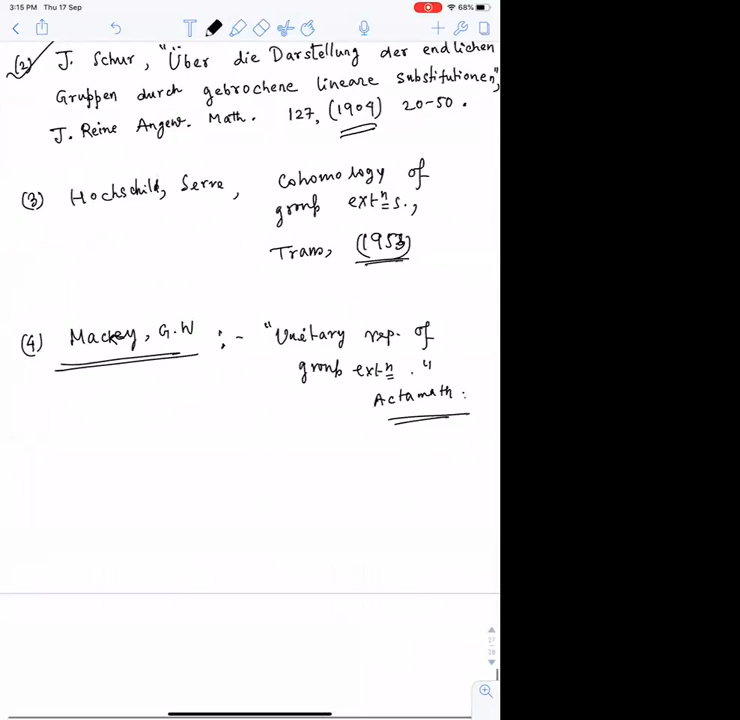 3:15 PM Thu 17 Sep 68%
(2) J. Schur, "Über die Darstellung der endlichen
Gruppen durch gebrochene lineare substitutionen",
J. Reine Angew. Math. 127, (1904) 20-50.
(3) Hochschild, Serre, Cohomology of
group extns.,
Trans, (1953)
(4) Mackey, G.W :- "Unitary rep. of
group extn."
Actamath:
27
28